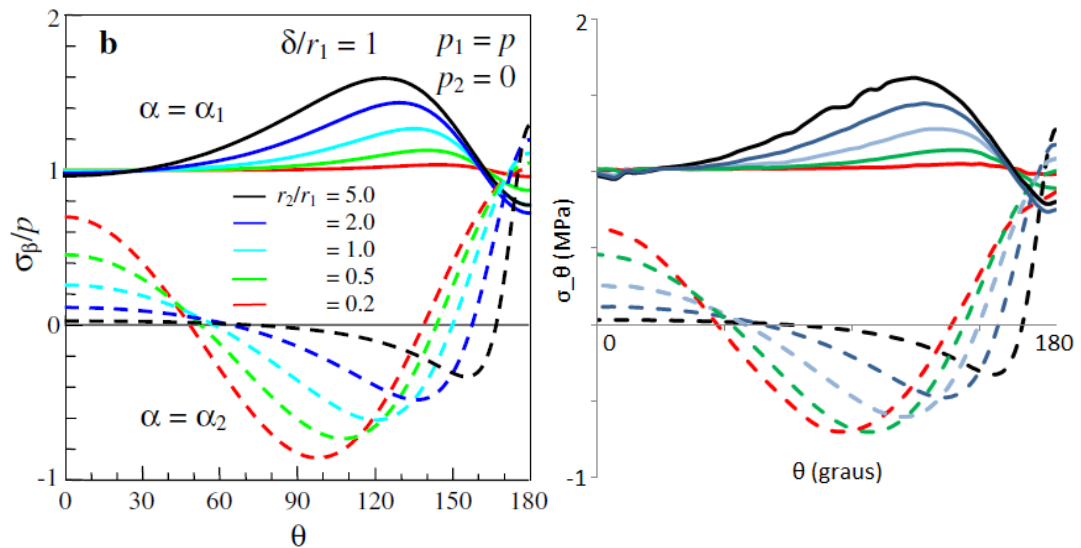 b
δ/r₁ = 1
p₁ = p
p₂ = 0
α = α₁
r₂/r₁ = 5.0
= 2.0
= 1.0
= 0.5
= 0.2
α = α₂
σβ/p
2
1
0
-1
0 30 60 90 120 150 180
θ
2
-1
0
180
σ_θ (MPa)
θ (graus)